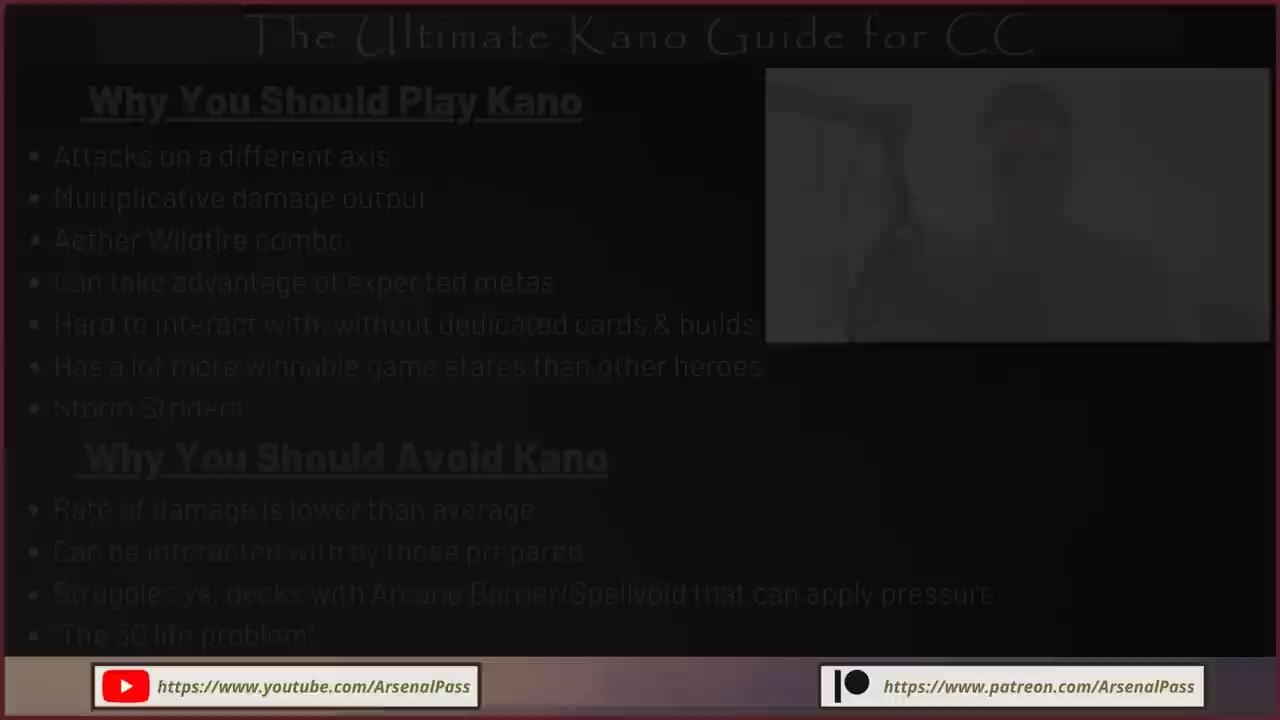 The Ultimate Kano Guide for CC
Why You Should Play Kano
• Attacks on a different axis
• Multiplicative damage output
• Aether Wildfire combo
• Can take advantage of expected metas
• Hard to interact with, without dedicated cards & builds
• Has a lot more winnable game states than other heroes
• Storm Striders
Why You Should Avoid Kano
• Rate of damage is lower than average
• Can be interacted with by those prepared
• Struggles vs. decks with Arcane Barrier/Spellvoid that can apply pressure
• "The 30 life problem"
https://www.youtube.com/ArsenalPass
https://www.patreon.com/ArsenalPass